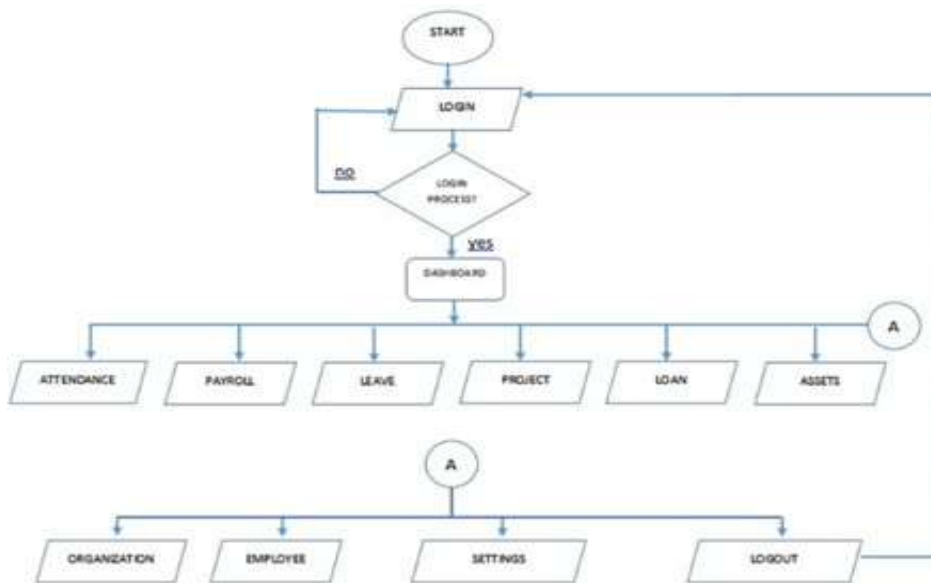 START
LOGIN
no
LOGIN
PROCESS?
yes
DASHBOARD
A
ATTENDANCE
PAYROLL
LEAVE
PROJECT
LOAN
ASSETS
A
ORGANIZATION
EMPLOYEE
SETTINGS
LOGOUT